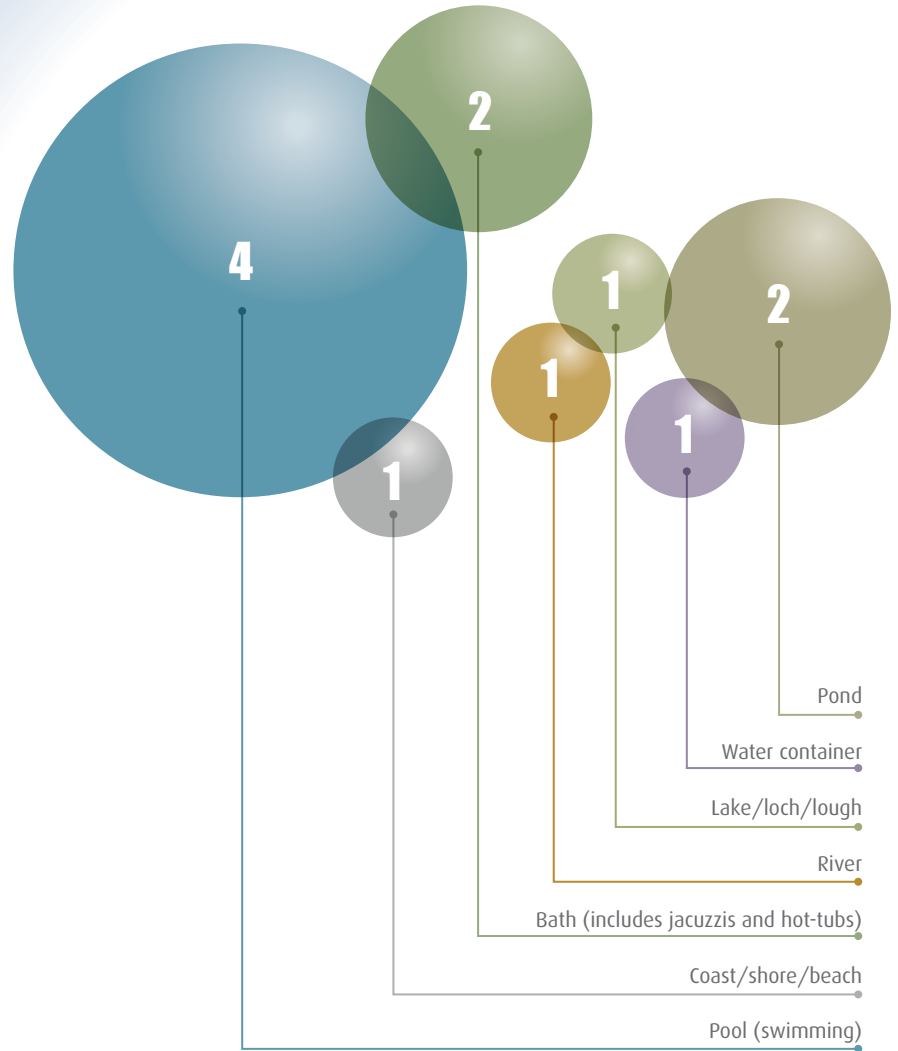 2
4
1
2
1
1
1
Pond
Water container
Lake/loch/lough
River
Bath (includes jacuzzis and hot-tubs)
Coast/shore/beach
Pool (swimming)